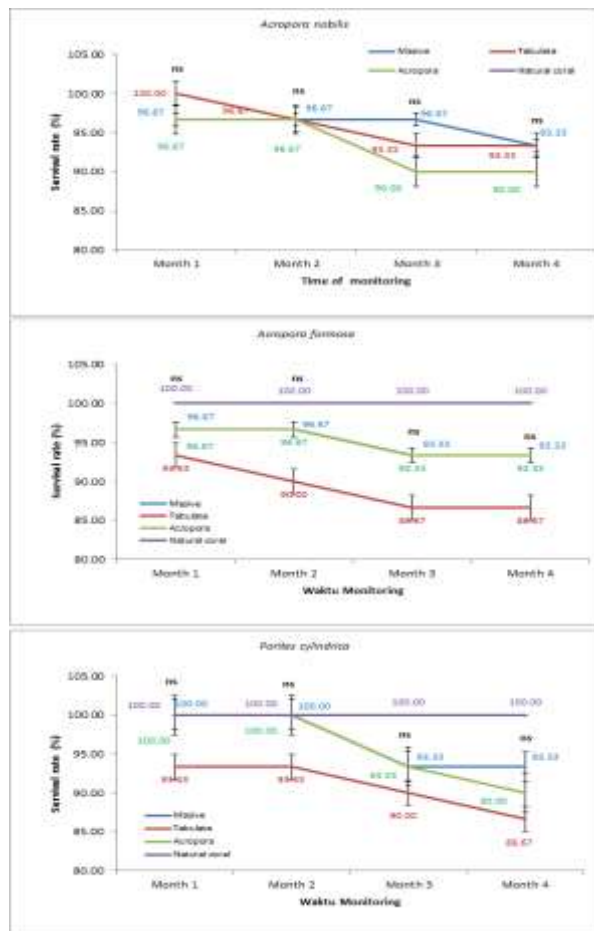 Acropora nobilis
Masive
Tabulate
Acropora
Natural coral
105.00
100.00
95.00
90.00
85.00
80.00
Survival rate (%)
ns
ns
ns
ns
100.00
96.67
96.67
96.67
96.67
96.67
96.67
93.33
90.00
93.33
93.33
90.00
Month 1
Month 2
Month 3
Month 4
Time of monitoring
Acropora formosa
105.00
100.00
95.00
90.00
85.00
80.00
Survival rate (%)
ns
ns
ns
ns
100.00
100.00
100.00
100.00
96.67
96.67
96.67
96.67
93.33
93.33
93.33
93.33
90.00
86.67
86.67
Masive
Tabulate
Acropora
Natural coral
Month 1
Month 2
Month 3
Month 4
Waktu Monitoring
Porites cylindrica
105.00
100.00
95.00
90.00
85.00
80.00
Survival rate (%)
ns
ns
ns
ns
100.00
100.00
100.00
100.00
100.00
100.00
100.00
100.00
93.33
93.33
93.33
90.00
90.00
86.67
Masive
Tabulate
Acropora
Natural coral
Month 1
Month 2
Month 3
Month 4
Waktu Monitoring